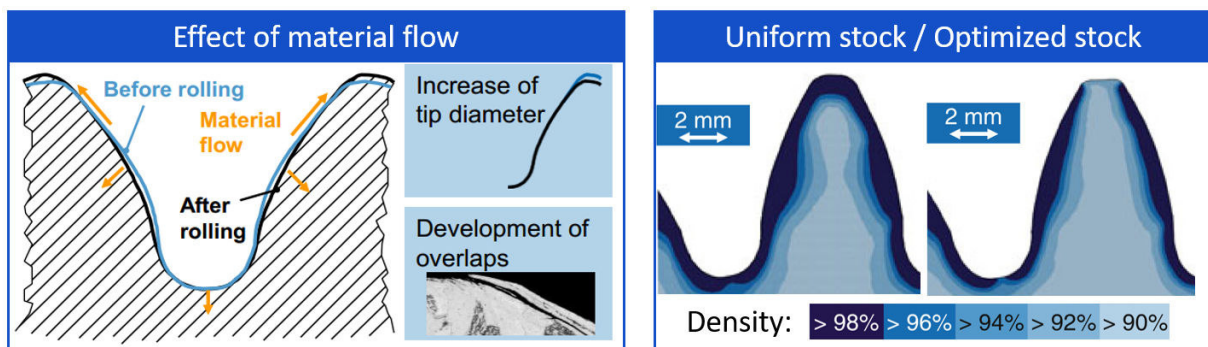 Effect of material flow
Before rolling
Material
flow
After
rolling
Increase of
tip diameter
Development of
overlaps
Uniform stock / Optimized stock
2 mm
2 mm
Density:
> 98%
> 96%
> 94%
> 92%
> 90%